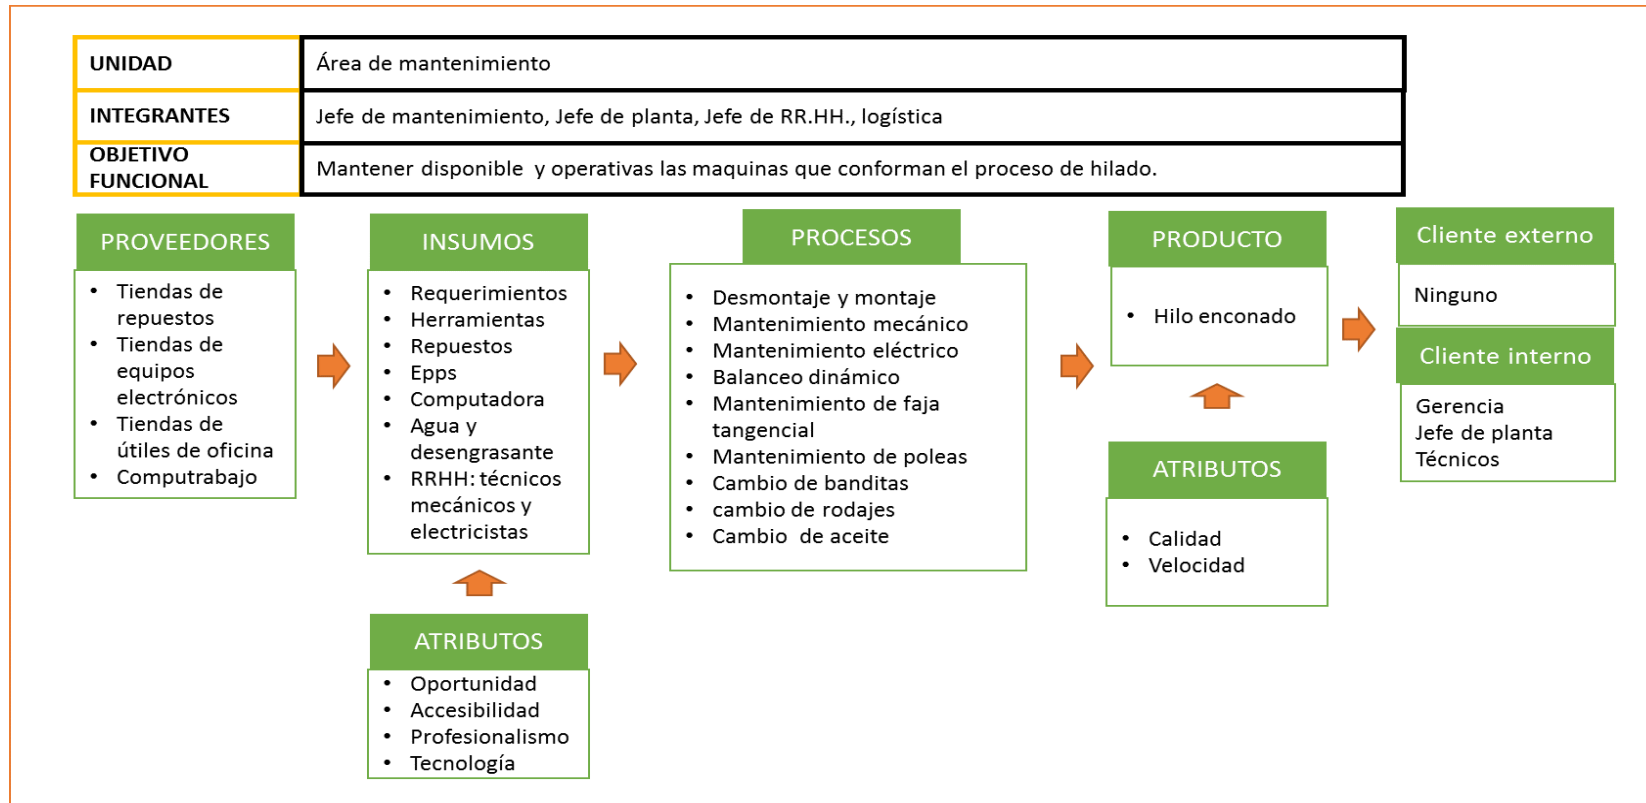 UNIDAD
Área de mantenimiento
INTEGRANTES
Jefe de mantenimiento, Jefe de planta, Jefe de RR.HH., logística
OBJETIVO
FUNCIONAL
Mantener disponible y operativas las maquinas que conforman el proceso de hilado.
PROVEEDORES
• Tiendas de
repuestos
• Tiendas de
equipos
electrónicos
• Tiendas de
útiles de oficina
• Computrabajo
INSUMOS
• Requerimientos
• Herramientas
• Repuestos
• Epps
• Computadora
• Agua y
desengrasante
• RRHH: técnicos
mecánicos y
electricistas
ATRIBUTOS
• Oportunidad
• Accesibilidad
• Profesionalismo
• Tecnología
PROCESOS
• Desmontaje y montaje
• Mantenimiento mecánico
• Mantenimiento eléctrico
• Balanceo dinámico
• Mantenimiento de faja
tangencial
• Mantenimiento de poleas
• Cambio de banditas
• cambio de rodajes
• Cambio de aceite
PRODUCTO
• Hilo enconado
ATRIBUTOS
• Calidad
• Velocidad
Cliente externo
Ninguno
Cliente interno
Gerencia
Jefe de planta
Técnicos